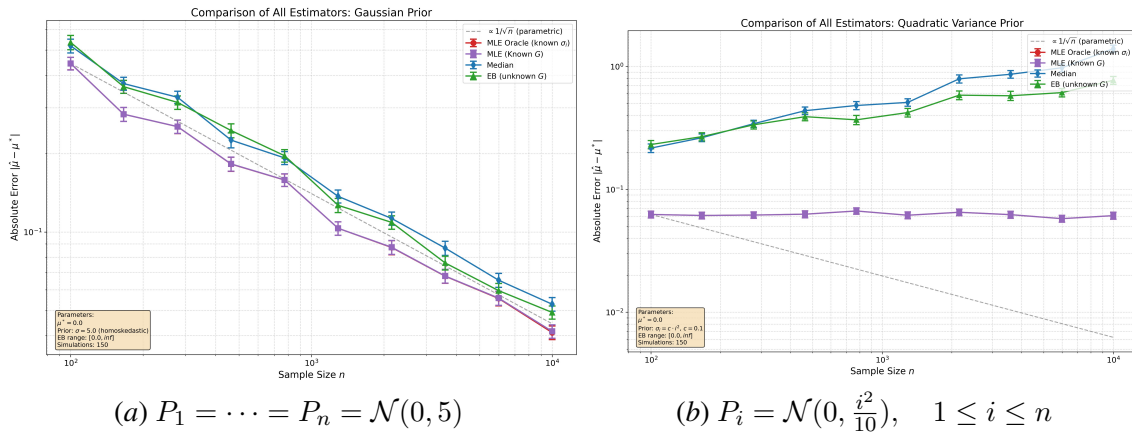 Comparison of All Estimators: Gaussian Prior
∝ 1/√n (parametric)
MLE Oracle (known σᵢ)
MLE (Known G)
Median
EB (unknown G)
Absolute Error |μ̂ − μ*|
10⁻¹
Parameters:
μ* = 0.0
Prior: σ = 5.0 (homoskedastic)
EB range: [0.0, inf]
Simulations: 150
10² 10³ 10⁴
Sample Size n
(a) P₁ = ⋯ = Pₙ = 𝒩(0, 5)
Comparison of All Estimators: Quadratic Variance Prior
∝ 1/√n (parametric)
MLE Oracle (known σᵢ)
MLE (Known G)
Median
EB (unknown G)
Absolute Error |μ̂ − μ*|
10⁰
10⁻¹
10⁻²
Parameters:
μ* = 0.0
Prior: σᵢ = c · i², c = 0.1
EB range: [0.0, inf]
Simulations: 150
10² 10³ 10⁴
Sample Size n
(b) Pᵢ = 𝒩(0, i²/10), 1 ≤ i ≤ n